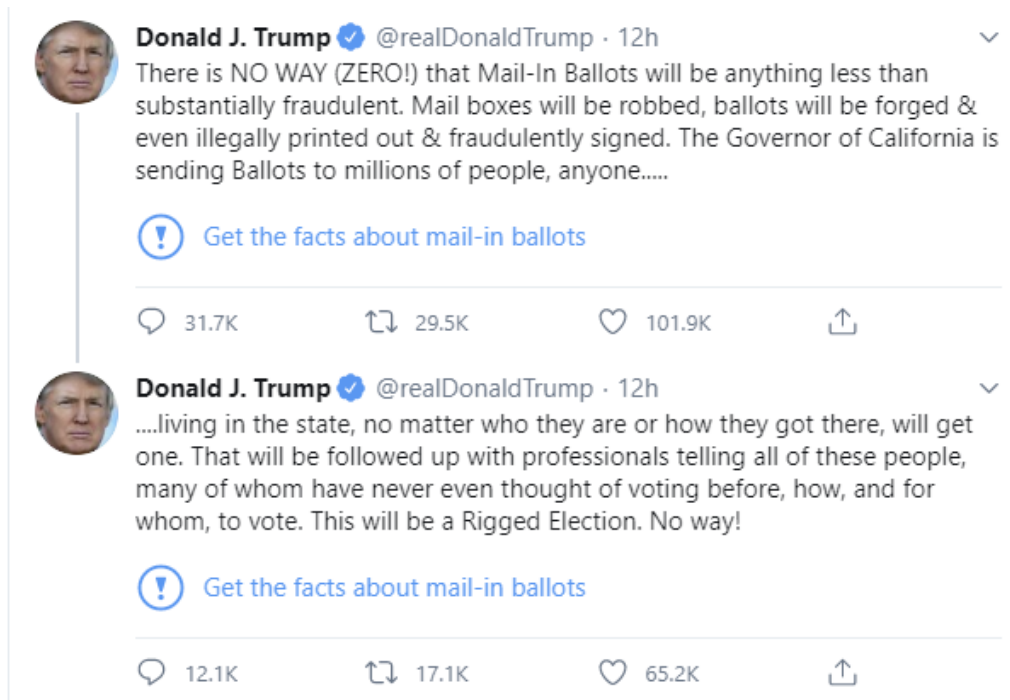 Donald J. Trump @realDonaldTrump · 12h
There is NO WAY (ZERO!) that Mail-In Ballots will be anything less than
substantially fraudulent. Mail boxes will be robbed, ballots will be forged &
even illegally printed out & fraudulently signed. The Governor of California is
sending Ballots to millions of people, anyone.....
Get the facts about mail-in ballots
31.7K 29.5K 101.9K
Donald J. Trump @realDonaldTrump · 12h
....living in the state, no matter who they are or how they got there, will get
one. That will be followed up with professionals telling all of these people,
many of whom have never even thought of voting before, how, and for
whom, to vote. This will be a Rigged Election. No way!
Get the facts about mail-in ballots
12.1K 17.1K 65.2K